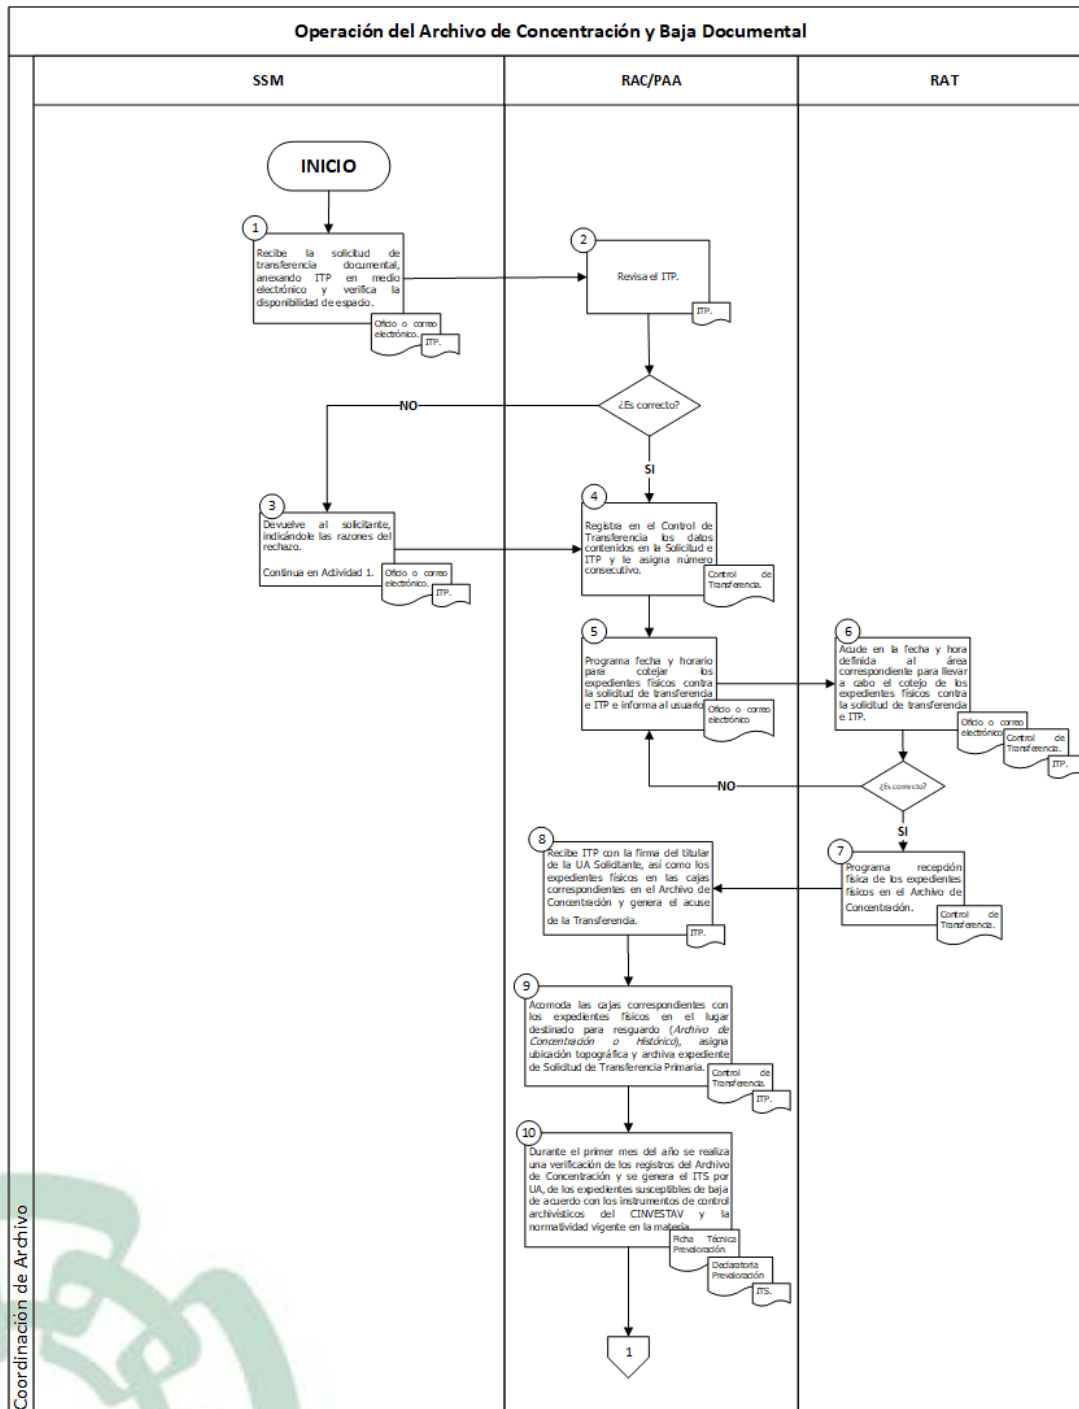 Operación del Archivo de Concentración y Baja Documental
SSM
RAC/PAA
RAT
Coordinación de Archivo
INICIO
1
Recibe la solicitud de
transferencia documental,
anexando ITP en medio
electrónico y verifica la
disponibilidad de espacio.
Oficio o correo
electrónico.
ITP.
2
Revisa el ITP.
ITP.
¿Es correcto?
NO
SI
3
Devuelve al solicitante,
indicándole las razones del
rechazo.
Continua en Actividad 1.
Oficio o correo
electrónico.
ITP.
4
Registra en el Control de
Transferencia los datos
contenidos en la Solicitud e
ITP y le asigna número
consecutivo.
Control de
Transferencia.
5
Programa fecha y horario
para cotejar los
expedientes físicos contra
la solicitud de transferencia
e ITP e informa al usuario
Oficio o correo
electrónico
6
Acude en la fecha y hora
definida al área
correspondiente para llevar
a cabo el cotejo de los
expedientes físicos contra
la solicitud de transferencia
e ITP.
Oficio o correo
electrónico
Control de
Transferencia.
ITP.
¿Es correcto?
NO
SI
7
Programa recepción
física de los expedientes
físicos en el Archivo de
Concentración.
Control de
Transferencia.
8
Recibe ITP con la firma del titular
de la UA Solicitante, así como los
expedientes físicos en las cajas
correspondientes en el Archivo de
Concentración y genera el acuse
de la Transferencia.
ITP.
9
Acomoda las cajas correspondientes con
los expedientes físicos en el lugar
destinado para resguardo (Archivo de
Concentración o Histórico), asigna
ubicación topográfica y archiva expediente
de Solicitud de Transferencia Primaria.
Control de
Transferencia.
ITP.
10
Durante el primer mes del año se realiza
una verificación de los registros del Archivo
de Concentración y se genera el ITS por
UA, de los expedientes susceptibles de baja
de acuerdo con los instrumentos de control
archivísticos del CINVESTAV y la
normatividad vigente en la materia.
Ficha Técnica
Prevaloración
Declaratoria
Prevaloración
ITS.
1